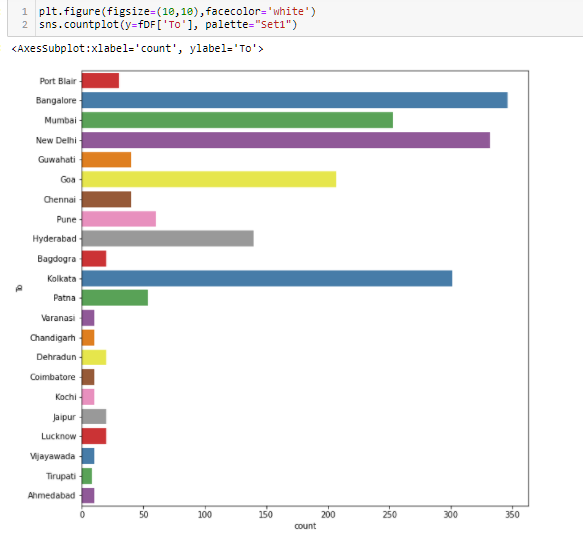 1 plt.figure(figsize=(10,10),facecolor='white')
2 sns.countplot(y=fDF['To'], palette="Set1")
<AxesSubplot:xlabel='count', ylabel='To'>
Port Blair
Bangalore
Mumbai
New Delhi
Guwahati
Goa
Chennai
Pune
Hyderabad
Bagdogra
Kolkata
To
Patna
Varanasi
Chandigarh
Dehradun
Coimbatore
Kochi
Jaipur
Lucknow
Vijayawada
Tirupati
Ahmedabad
0 50 100 150 200 250 300 350
count